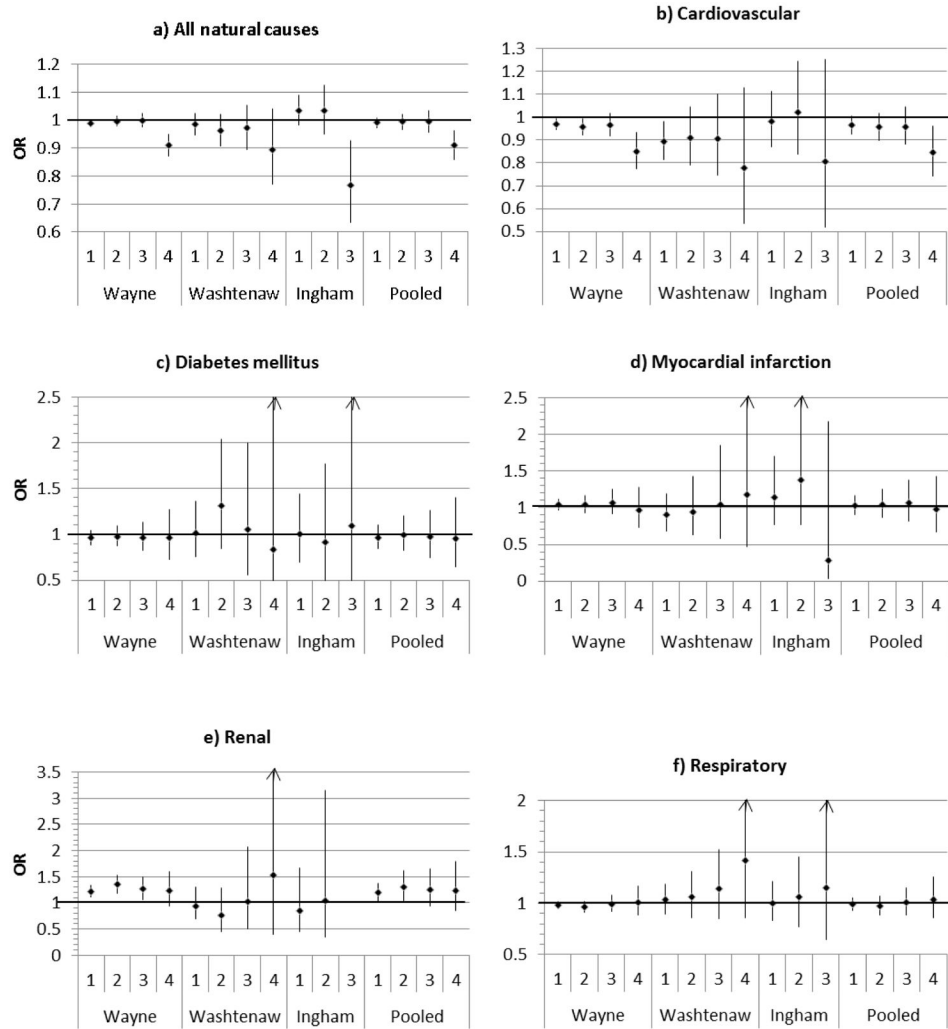 a) All natural causes
OR
1.2
1.1
1
0.9
0.8
0.7
0.6
1 2 3 4 1 2 3 4 1 2 3 1 2 3 4
Wayne Washtenaw Ingham Pooled
b) Cardiovascular
1.3
1.2
1.1
1
0.9
0.8
0.7
0.6
0.5
1 2 3 4 1 2 3 4 1 2 3 1 2 3 4
Wayne Washtenaw Ingham Pooled
c) Diabetes mellitus
OR
2.5
2
1.5
1
0.5
1 2 3 4 1 2 3 4 1 2 3 1 2 3 4
Wayne Washtenaw Ingham Pooled
d) Myocardial infarction
2.5
2
1.5
1
0.5
0
1 2 3 4 1 2 3 4 1 2 3 1 2 3 4
Wayne Washtenaw Ingham Pooled
e) Renal
OR
3.5
3
2.5
2
1.5
1
0.5
0
1 2 3 4 1 2 3 4 1 2 1 2 3 4
Wayne Washtenaw Ingham Pooled
f) Respiratory
2
1.5
1
0.5
1 2 3 4 1 2 3 4 1 2 3 1 2 3 4
Wayne Washtenaw Ingham Pooled